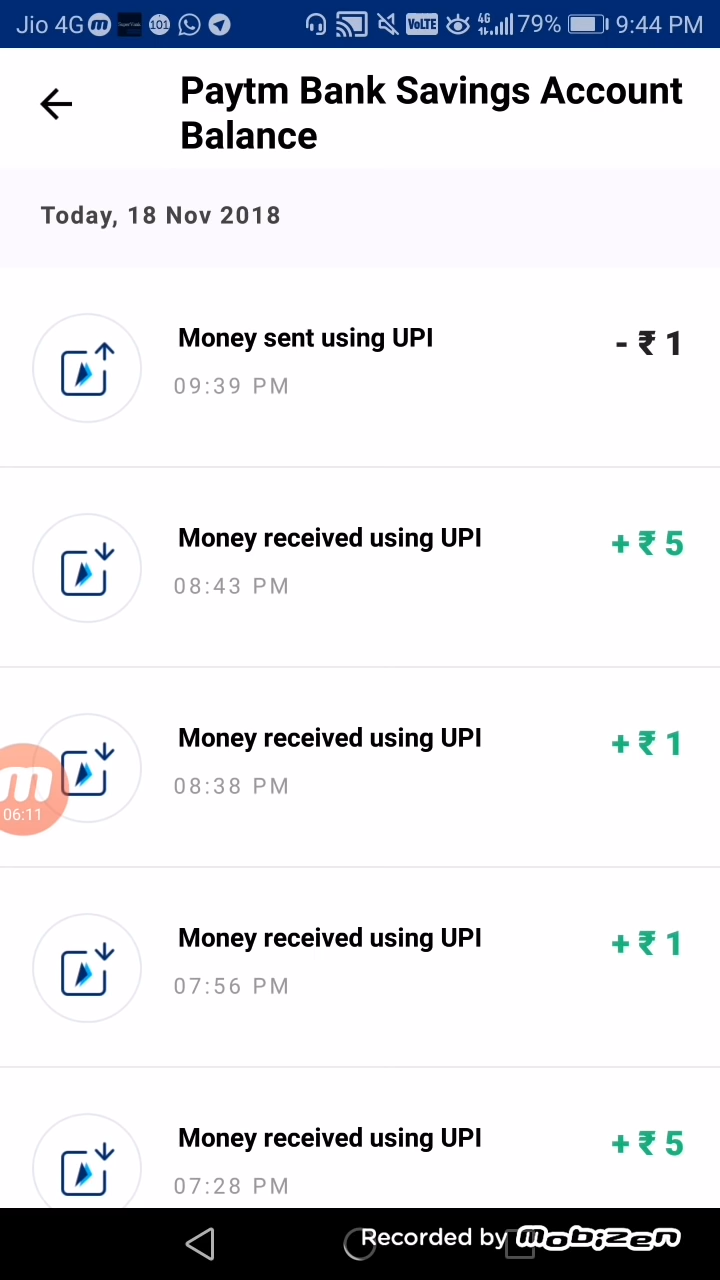 Jio 4G 101 VoLTE 4G 79% 9:44 PM
Paytm Bank Savings Account
Balance
Today, 18 Nov 2018
Money sent using UPI - ₹ 1
09:39 PM
Money received using UPI + ₹ 5
08:43 PM
Money received using UPI + ₹ 1
08:38 PM
06:11
Money received using UPI + ₹ 1
07:56 PM
Money received using UPI + ₹ 5
07:28 PM
Recorded by mobizen